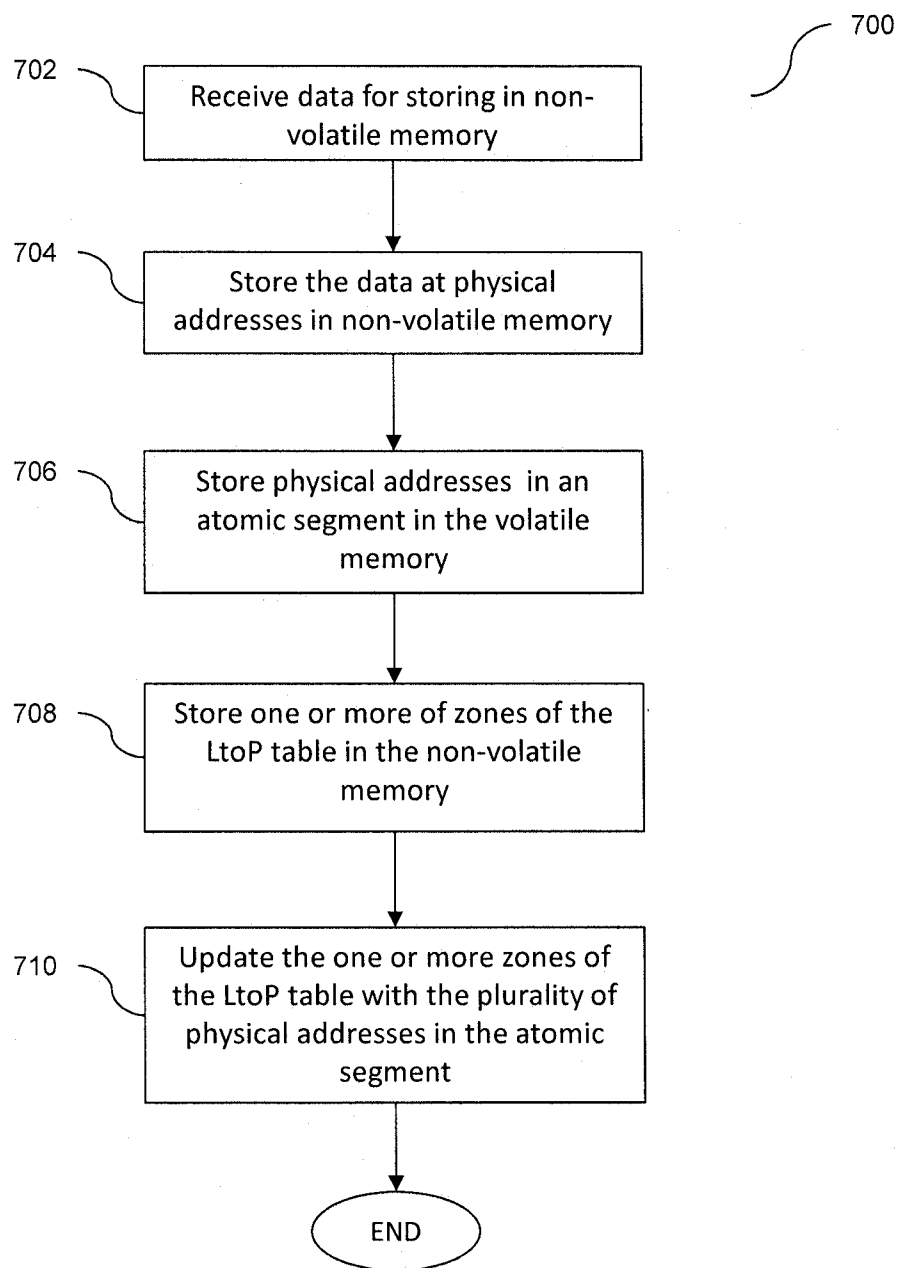 700
702
Receive data for storing in non-
volatile memory
704
Store the data at physical
addresses in non-volatile memory
706
Store physical addresses in an
atomic segment in the volatile
memory
708
Store one or more of zones of the
LtoP table in the non-volatile
memory
710
Update the one or more zones of
the LtoP table with the plurality of
physical addresses in the atomic
segment
END